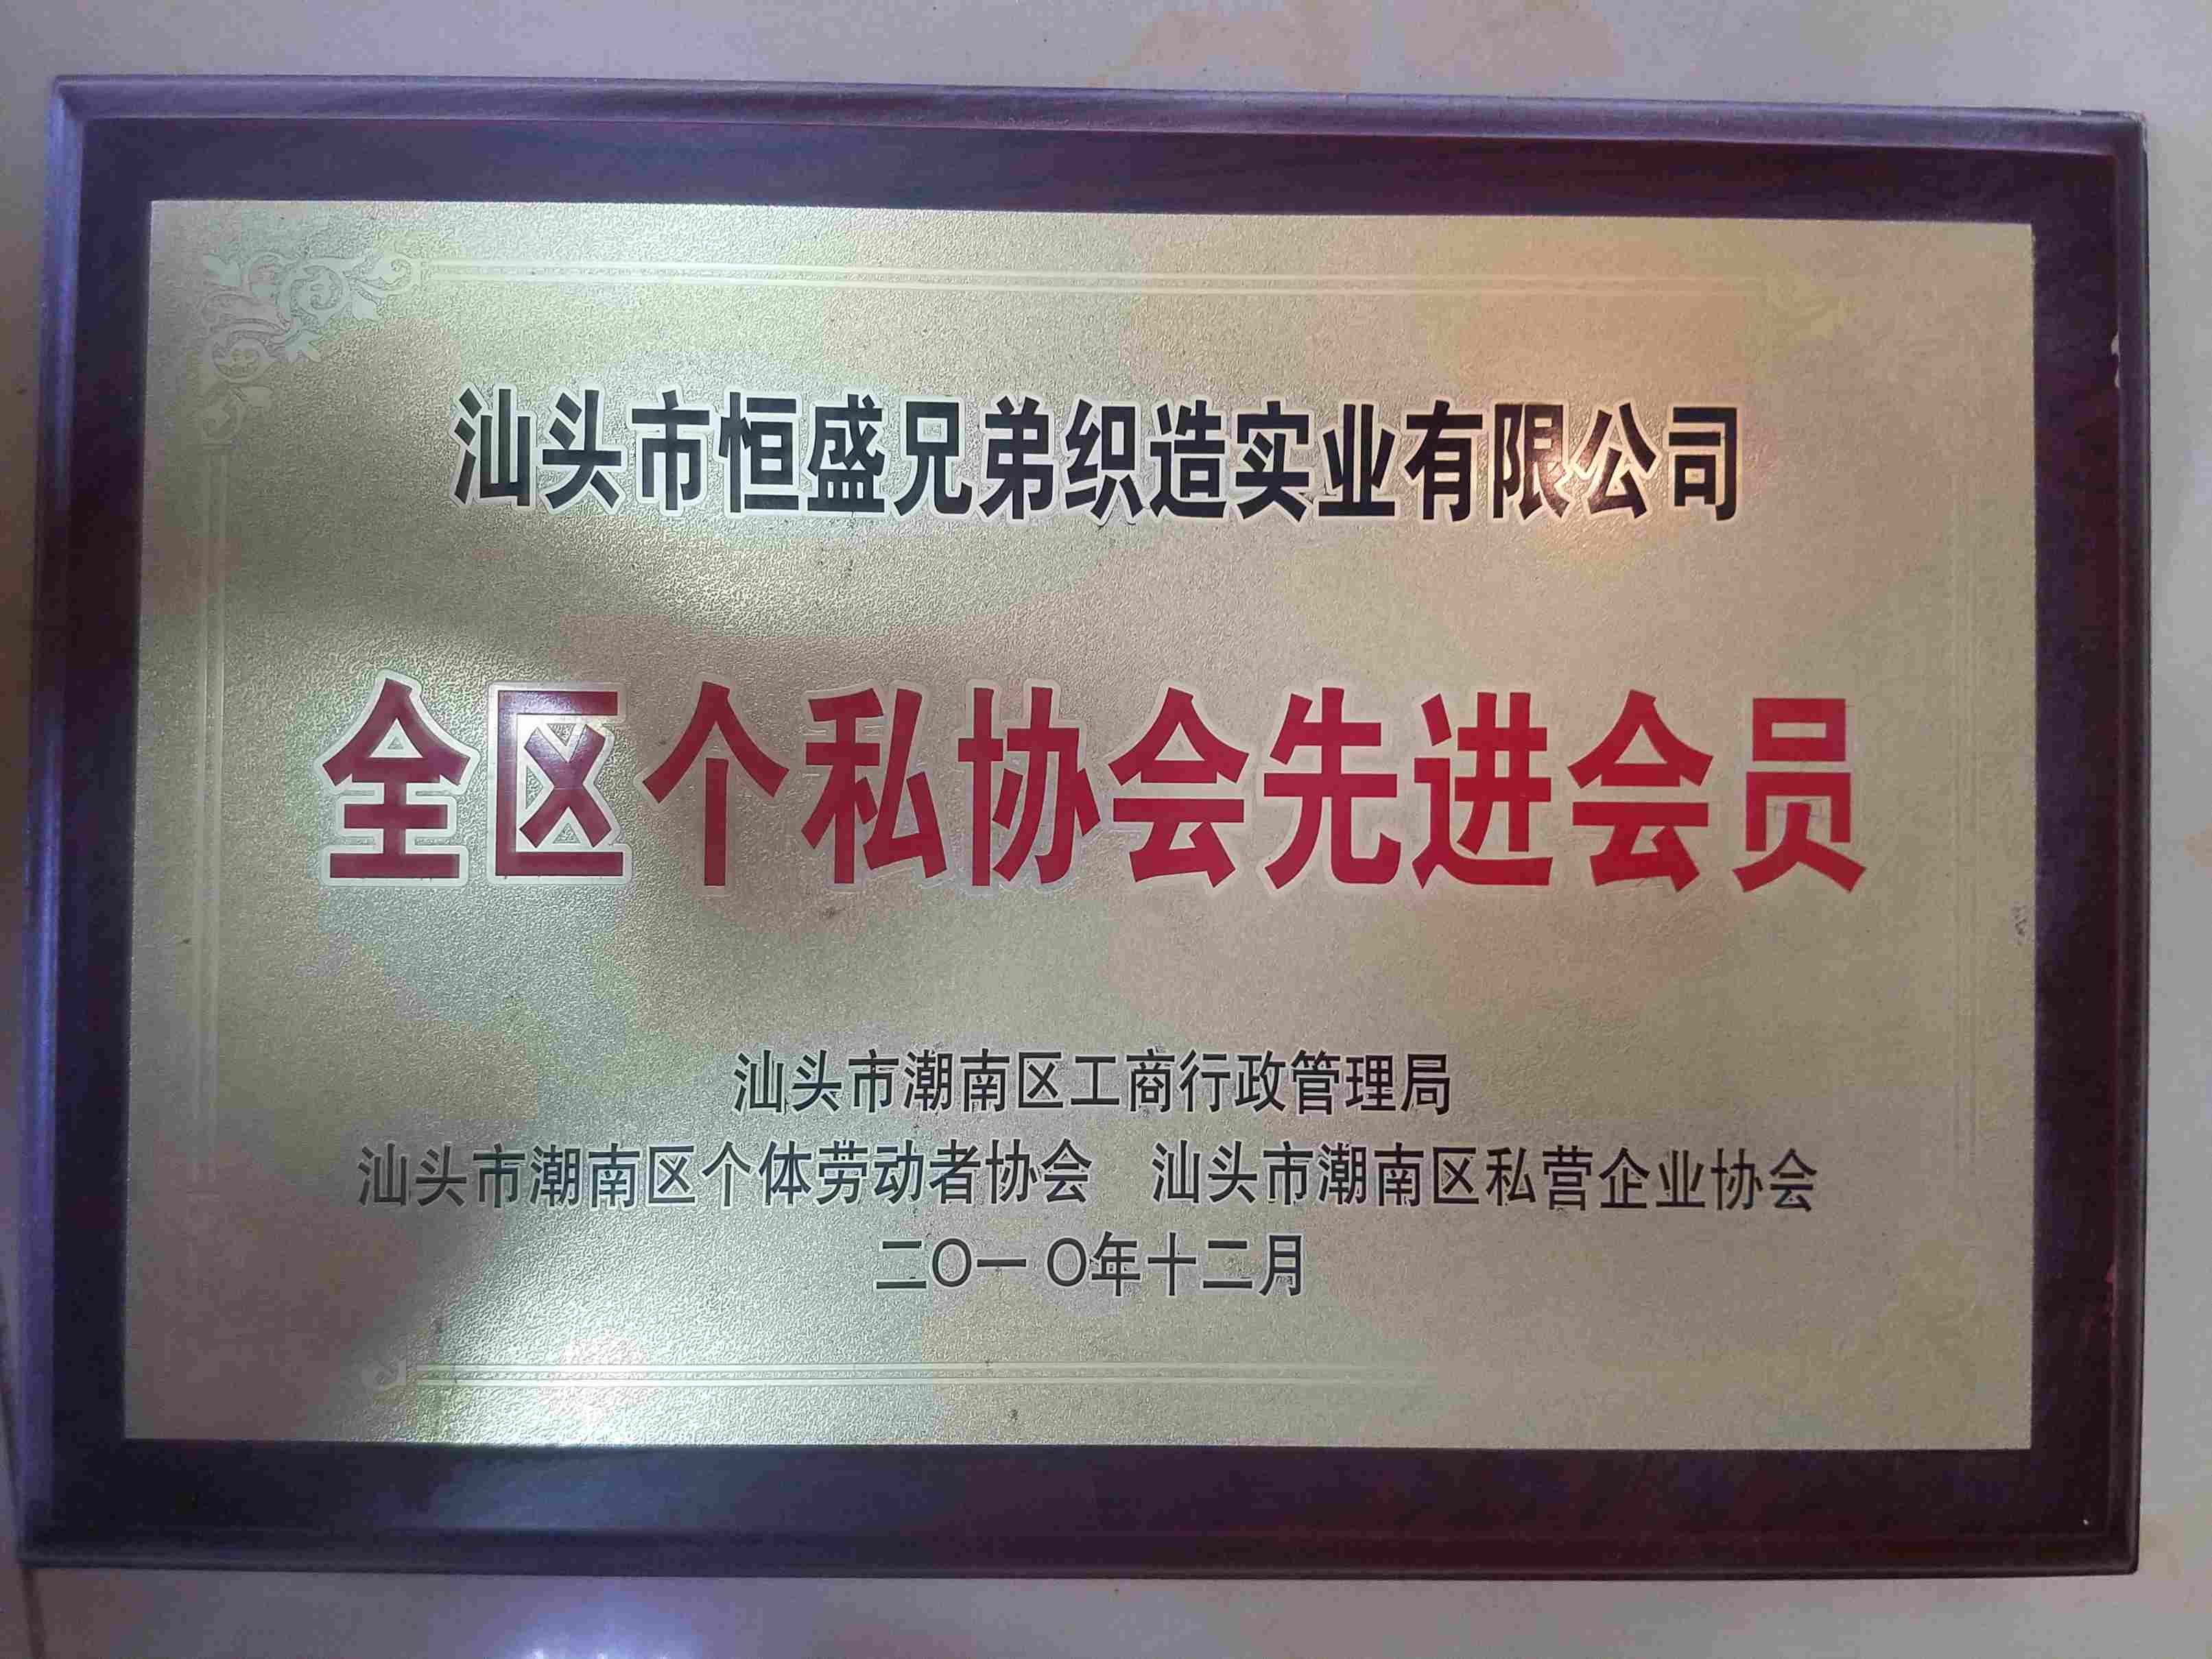 汕头市恒盛兄弟织造实业有限公司
全区个私协会先进会员
汕头市潮南区工商行政管理局
汕头市潮南区个体劳动者协会 汕头市潮南区私营企业协会
二〇一〇年十二月